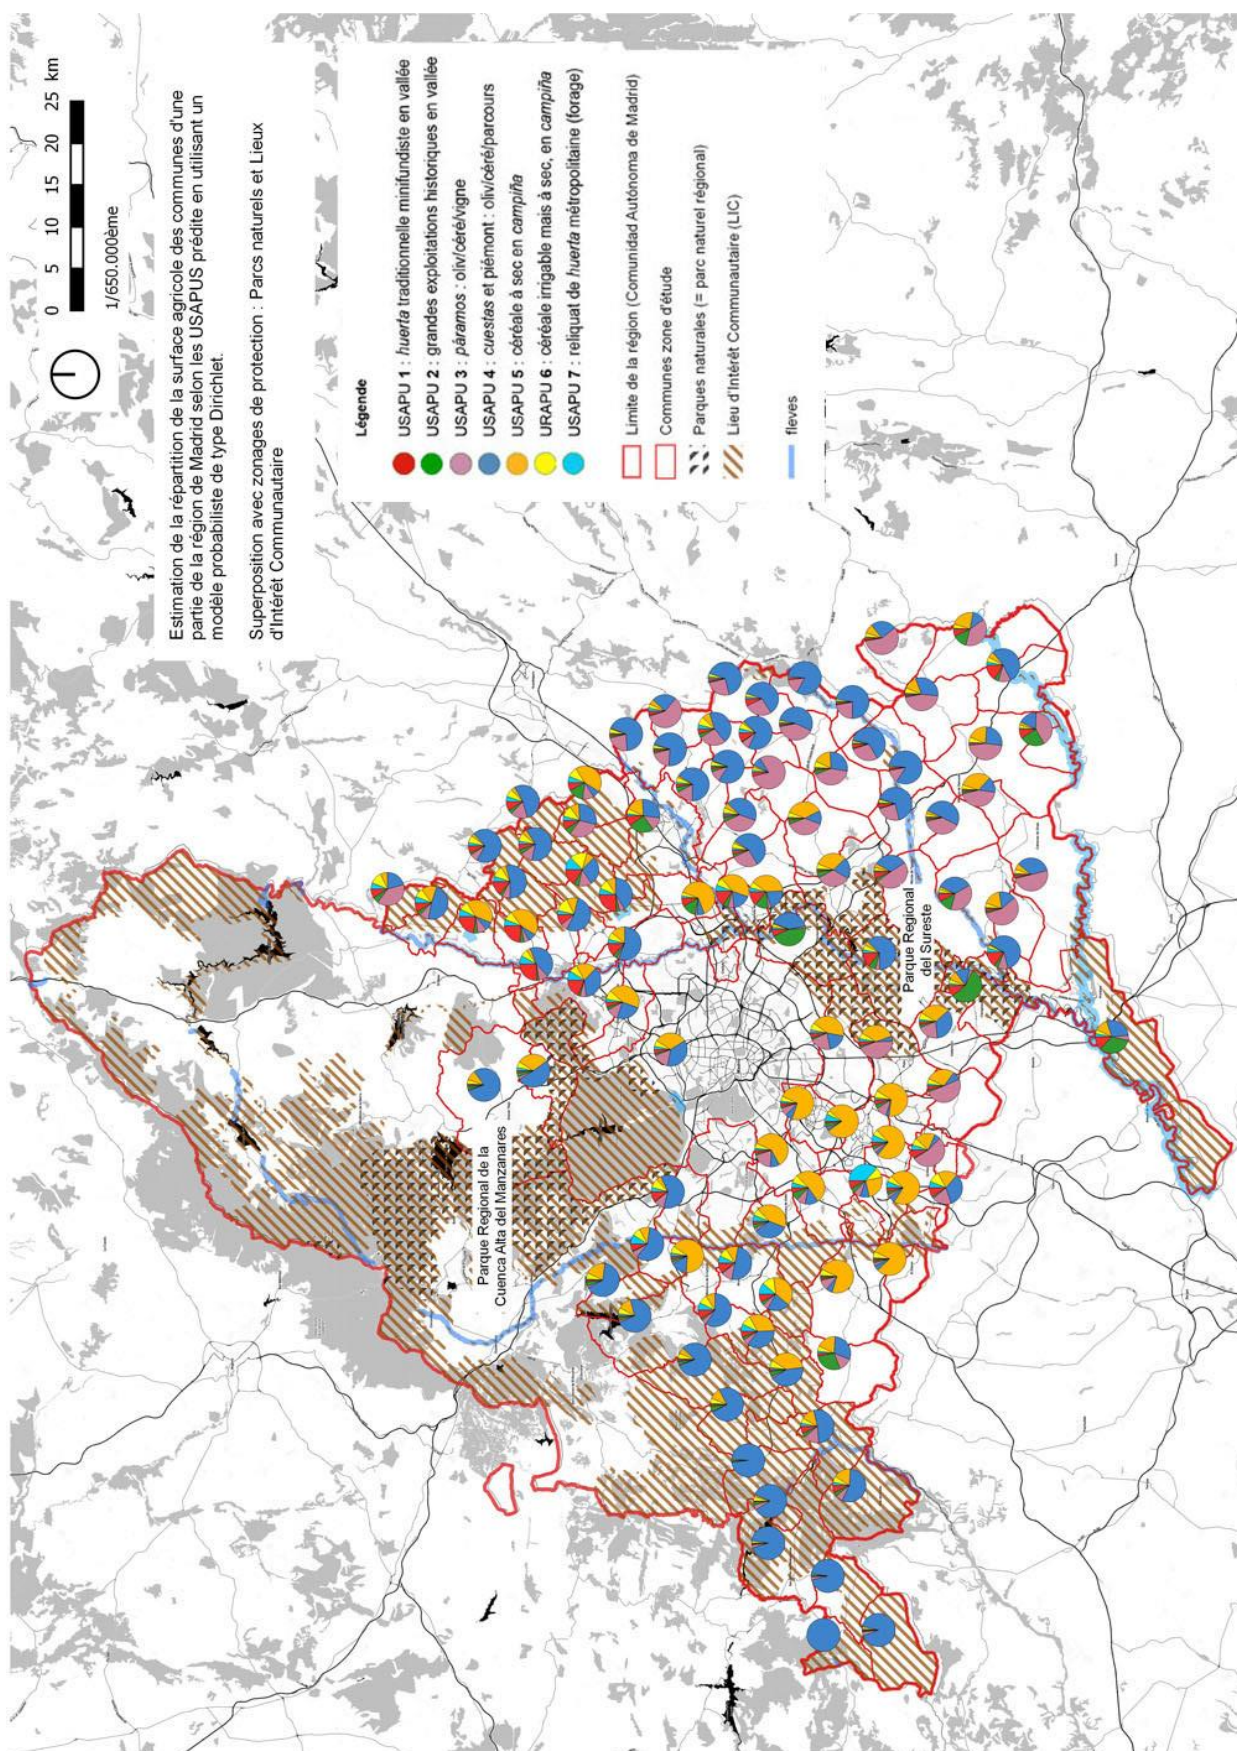 0 5 10 15 20 25 km
1/650.000ème
Estimation de la répartition de la surface agricole des communes d'une
partie de la région de Madrid selon les USAPUS prédite en utilisant un
modèle probabiliste de type Dirichlet.
Superposition avec zonages de protection : Parcs naturels et Lieux
d'Intérêt Communautaire
Légende
USAPU 1 : huerta traditionnelle minifundiste en vallée
USAPU 2 : grandes exploitations historiques en vallée
USAPU 3 : páramos : oliv/céré/vigne
USAPU 4 : cuestas et piémont : oliv/céré/parcours
USAPU 5 : céréale à sec en campiña
URAPU 6 : céréale irrigable mais à sec, en campiña
USAPU 7 : reliquat de huerta métropolitaine (forage)
Limite de la région (Comunidad Autónoma de Madrid)
Communes zone d'étude
Parques naturales (= parc naturel régional)
Lieu d'Intérêt Communautaire (LIC)
fleves
Parque Regional de la
Cuenca Alta del Manzanares
Parque Regional
del Sureste